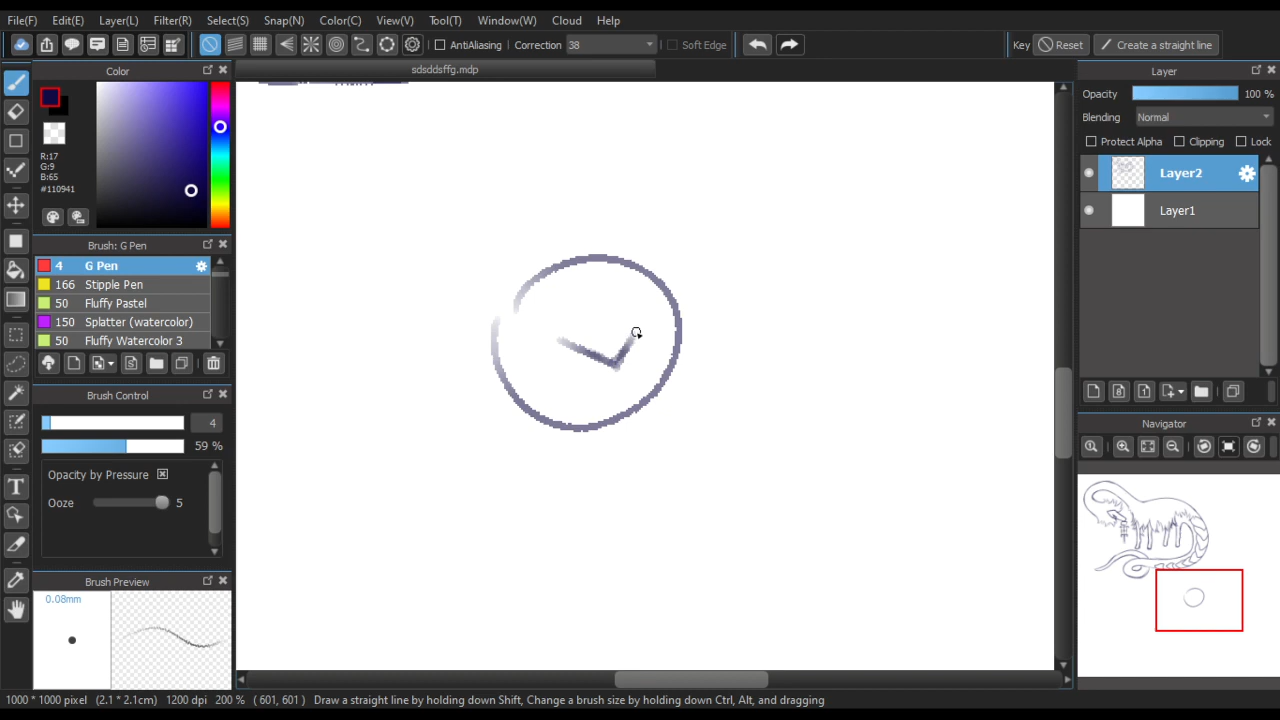 File(F) Edit(E) Layer(L) Filter(R) Select(S) Snap(N) Color(C) View(V) Tool(T) Window(W) Cloud Help
AntiAliasing Correction 38 Soft Edge Key Reset Create a straight line
Color
sdsddsffg.mdp
R:17
G:9
B:65
#110941
Brush: G Pen
4 G Pen
166 Stipple Pen
50 Fluffy Pastel
150 Splatter (watercolor)
50 Fluffy Watercolor 3
Brush Control
4
59 %
Opacity by Pressure
Ooze 5
Brush Preview
0.08mm
Layer
Opacity 100 %
Blending Normal
Protect Alpha Clipping Lock
Layer2
Layer1
Navigator
1000 * 1000 pixel (2.1 * 2.1cm) 1200 dpi 200 % ( 601, 601 ) Draw a straight line by holding down Shift, Change a brush size by holding down Ctrl, Alt, and dragging